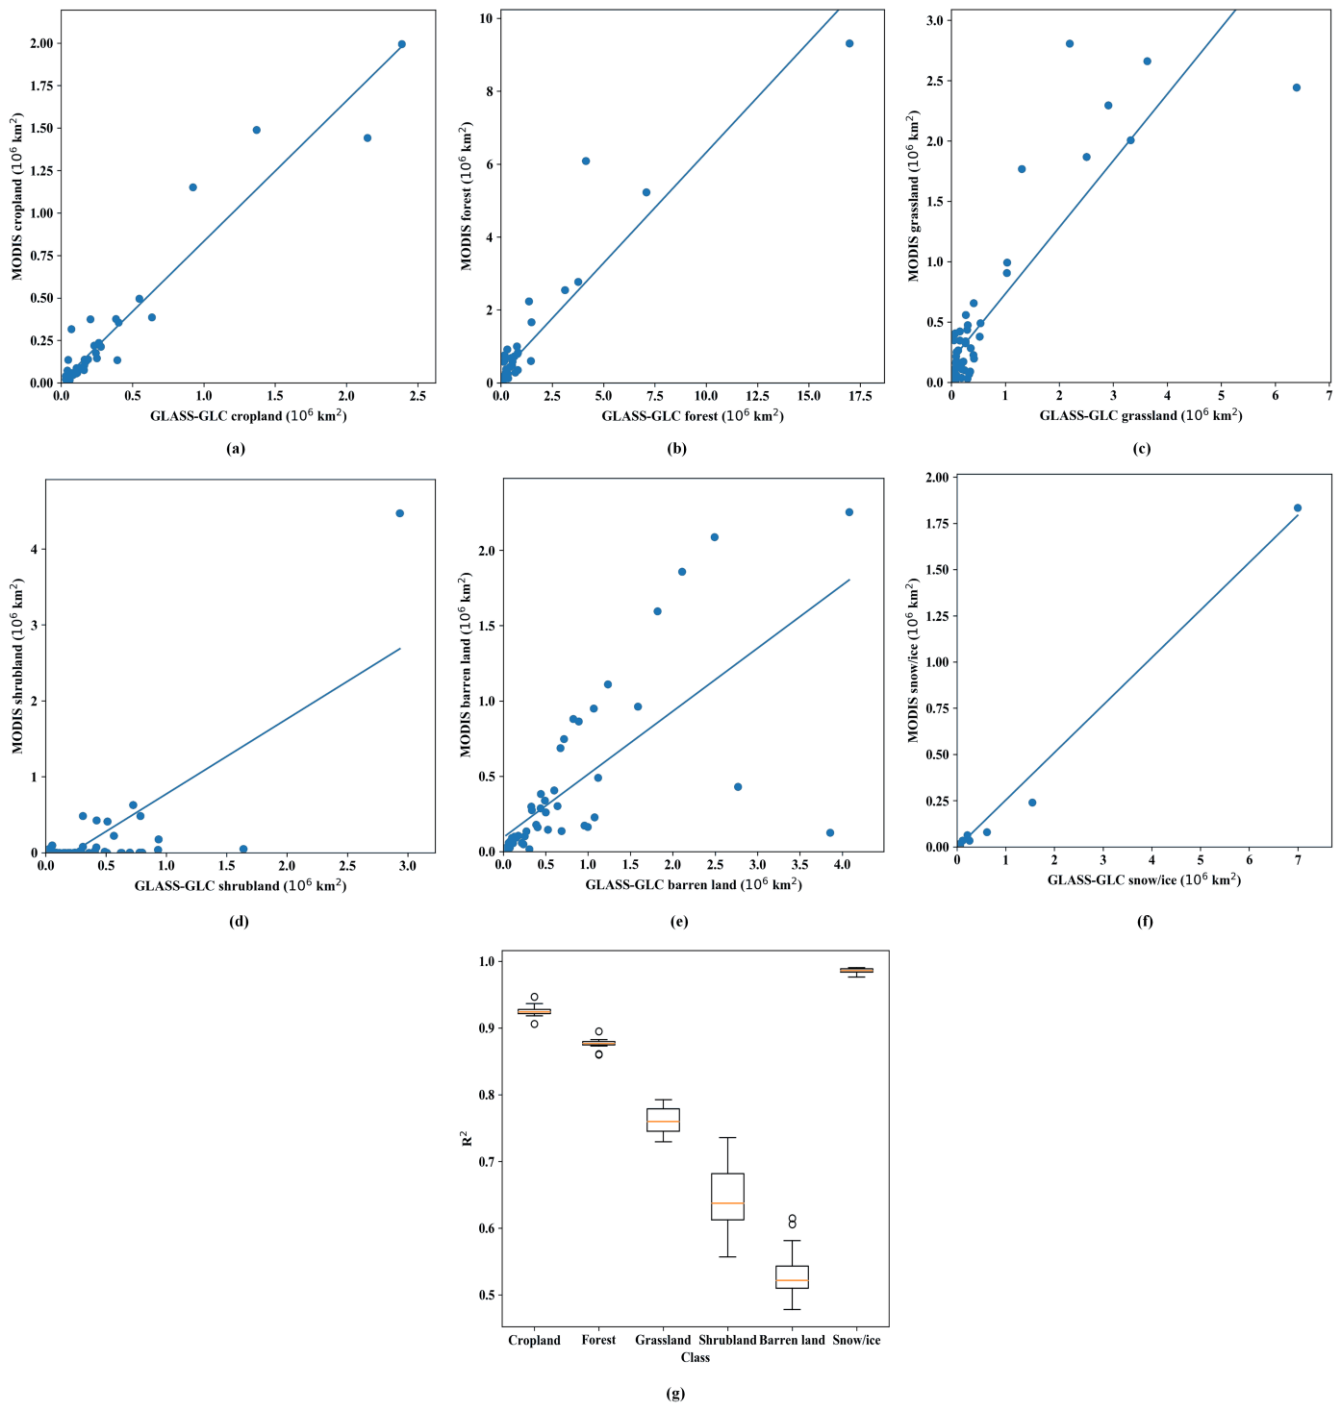 2.00
1.75
1.50
1.25
1.00
0.75
0.50
0.25
0.00
MODIS cropland (10⁶ km²)
0.0 0.5 1.0 1.5 2.0 2.5
GLASS-GLC cropland (10⁶ km²)
(a)
10
8
6
4
2
0
MODIS forest (10⁶ km²)
0.0 2.5 5.0 7.5 10.0 12.5 15.0 17.5
GLASS-GLC forest (10⁶ km²)
(b)
3.0
2.5
2.0
1.5
1.0
0.5
0.0
MODIS grassland (10⁶ km²)
0 1 2 3 4 5 6 7
GLASS-GLC grassland (10⁶ km²)
(c)
4
3
2
1
0
MODIS shrubland (10⁶ km²)
0.0 0.5 1.0 1.5 2.0 2.5 3.0
GLASS-GLC shrubland (10⁶ km²)
(d)
2.0
1.5
1.0
0.5
0.0
MODIS barren land (10⁶ km²)
0.0 0.5 1.0 1.5 2.0 2.5 3.0 3.5 4.0
GLASS-GLC barren land (10⁶ km²)
(e)
2.00
1.75
1.50
1.25
1.00
0.75
0.50
0.25
0.00
MODIS snow/ice (10⁶ km²)
0 1 2 3 4 5 6 7
GLASS-GLC snow/ice (10⁶ km²)
(f)
1.0
0.9
0.8
0.7
0.6
0.5
R²
Cropland Forest Grassland Shrubland Barren land Snow/ice
Class
(g)